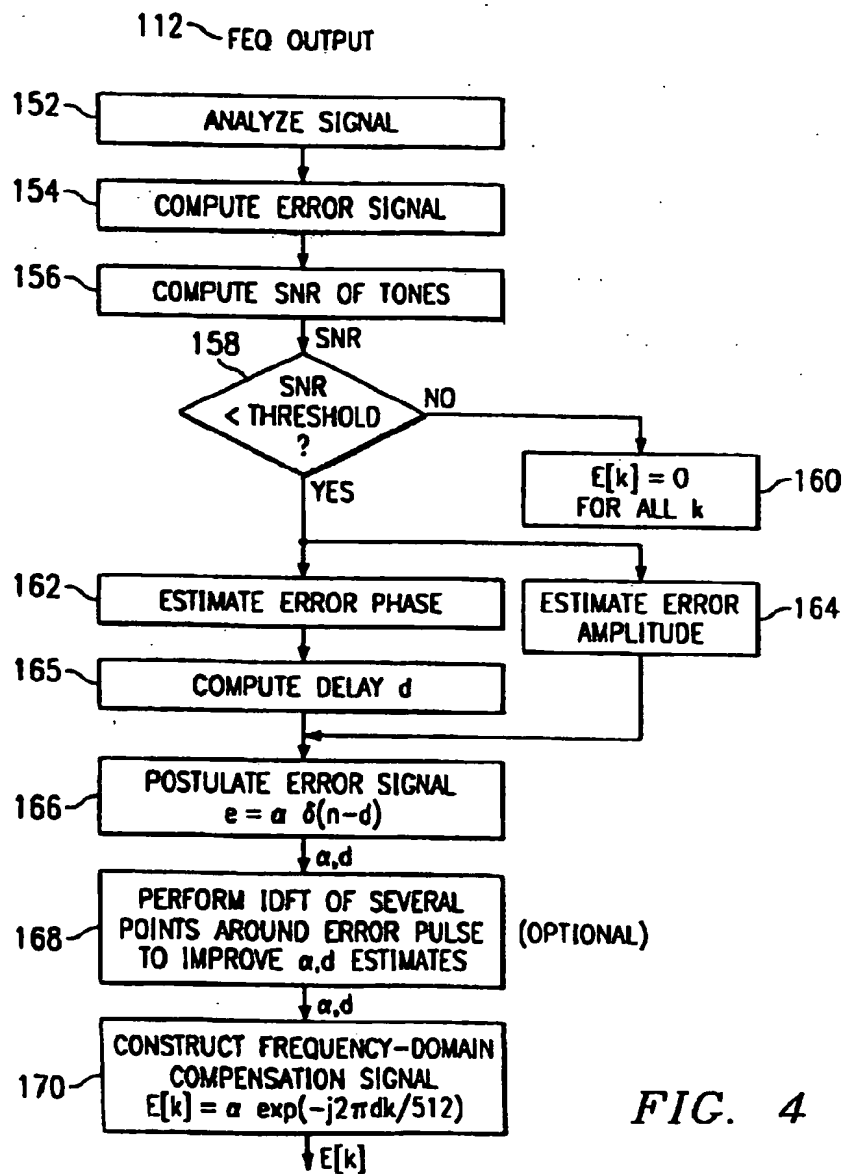 112 FEQ OUTPUT
152
ANALYZE SIGNAL
154
COMPUTE ERROR SIGNAL
156
COMPUTE SNR OF TONES
SNR
158
SNR
< THRESHOLD
?
NO
YES
E[k] = 0
FOR ALL k
160
162
ESTIMATE ERROR PHASE
ESTIMATE ERROR
AMPLITUDE
164
165
COMPUTE DELAY d
166
POSTULATE ERROR SIGNAL
e = α δ(n-d)
α,d
168
PERFORM IDFT OF SEVERAL
POINTS AROUND ERROR PULSE
TO IMPROVE α,d ESTIMATES
(OPTIONAL)
α,d
170
CONSTRUCT FREQUENCY-DOMAIN
COMPENSATION SIGNAL
E[k] = α exp(-j2πdk/512)
E[k]
FIG. 4